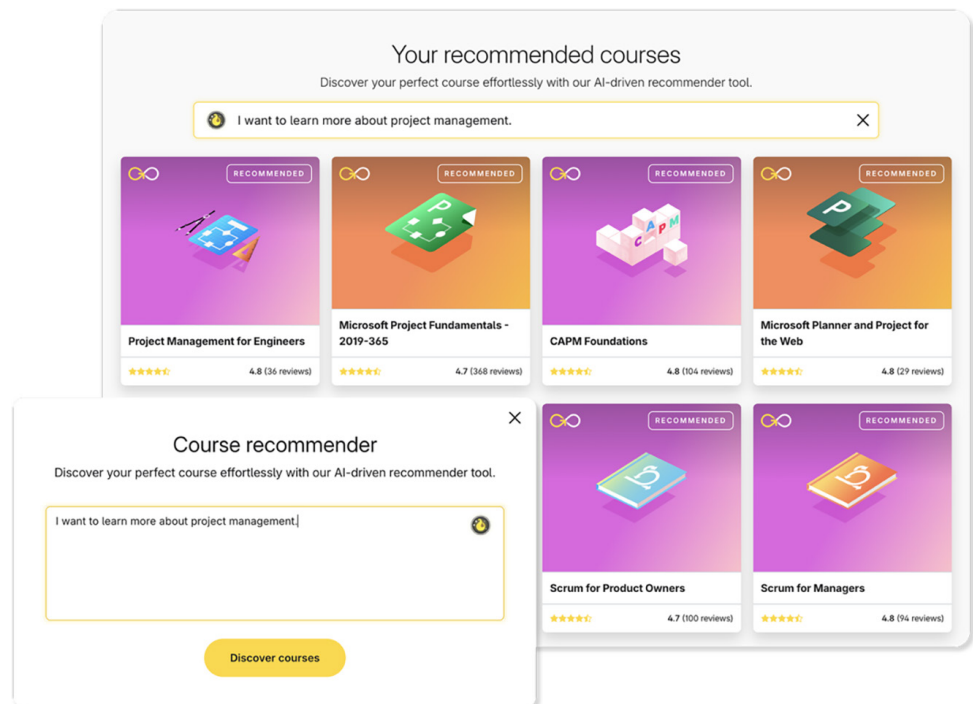 Your recommended courses
Discover your perfect course effortlessly with our AI-driven recommender tool.
I want to learn more about project management.
RECOMMENDED
Project Management for Engineers
4.8 (36 reviews)
RECOMMENDED
P
Microsoft Project Fundamentals -
2019-365
4.7 (368 reviews)
RECOMMENDED
CAPM
CAPM Foundations
4.8 (104 reviews)
RECOMMENDED
P
Microsoft Planner and Project for
the Web
4.8 (29 reviews)
RECOMMENDED
Scrum for Product Owners
4.7 (100 reviews)
RECOMMENDED
Scrum for Managers
4.8 (94 reviews)
Course recommender
Discover your perfect course effortlessly with our AI-driven recommender tool.
I want to learn more about project management.
Discover courses